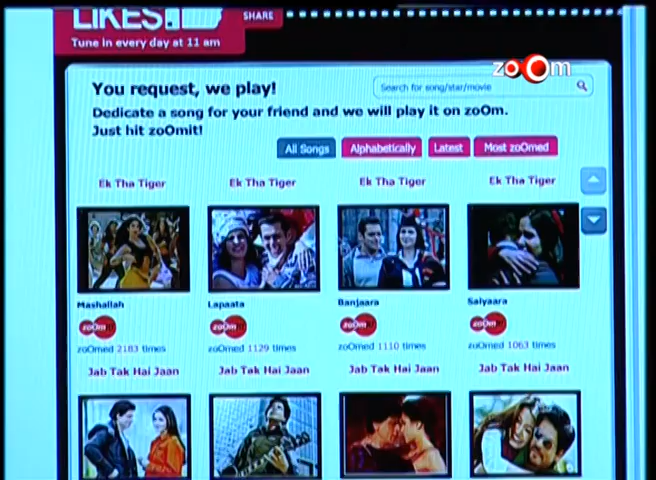 LIKES.
SHARE
Tune in every day at 11 am
zoOm
You request, we play!
Search for song/star/movie
Dedicate a song for your friend and we will play it on zoOm.
Just hit zoOmit!
All Songs Alphabetically Latest Most zoOmed
Ek Tha Tiger Ek Tha Tiger Ek Tha Tiger Ek Tha Tiger
Mashallah Lapaata Banjaara Saiyaara
zoOm zoOm zoOm zoOm
zoOmed 2183 times zoOmed 1129 times zoOmed 1110 times zoOmed 1063 times
Jab Tak Hai Jaan Jab Tak Hai Jaan Jab Tak Hai Jaan Jab Tak Hai Jaan